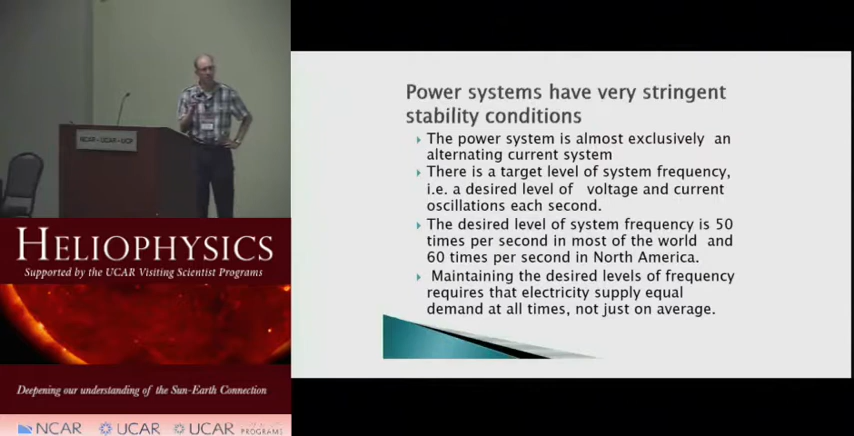 NCAR–UCAR–UCP
HELIOPHYSICS
Supported by the UCAR Visiting Scientist Programs
Deepening our understanding of the Sun-Earth Connection
NCAR
UCAR
UCAR
PROGRAMS
Power systems have very stringent
stability conditions
The power system is almost exclusively an
alternating current system
There is a target level of system frequency,
i.e. a desired level of voltage and current
oscillations each second.
The desired level of system frequency is 50
times per second in most of the world and
60 times per second in North America.
Maintaining the desired levels of frequency
requires that electricity supply equal
demand at all times, not just on average.